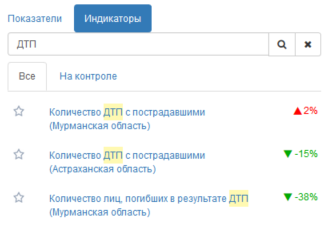 Показатели Индикаторы
ДТП
Все На контроле
Количество ДТП с пострадавшими 2%
(Мурманская область)
Количество ДТП с пострадавшими -15%
(Астраханская область)
Количество лиц, погибших в результате ДТП -38%
(Мурманская область)